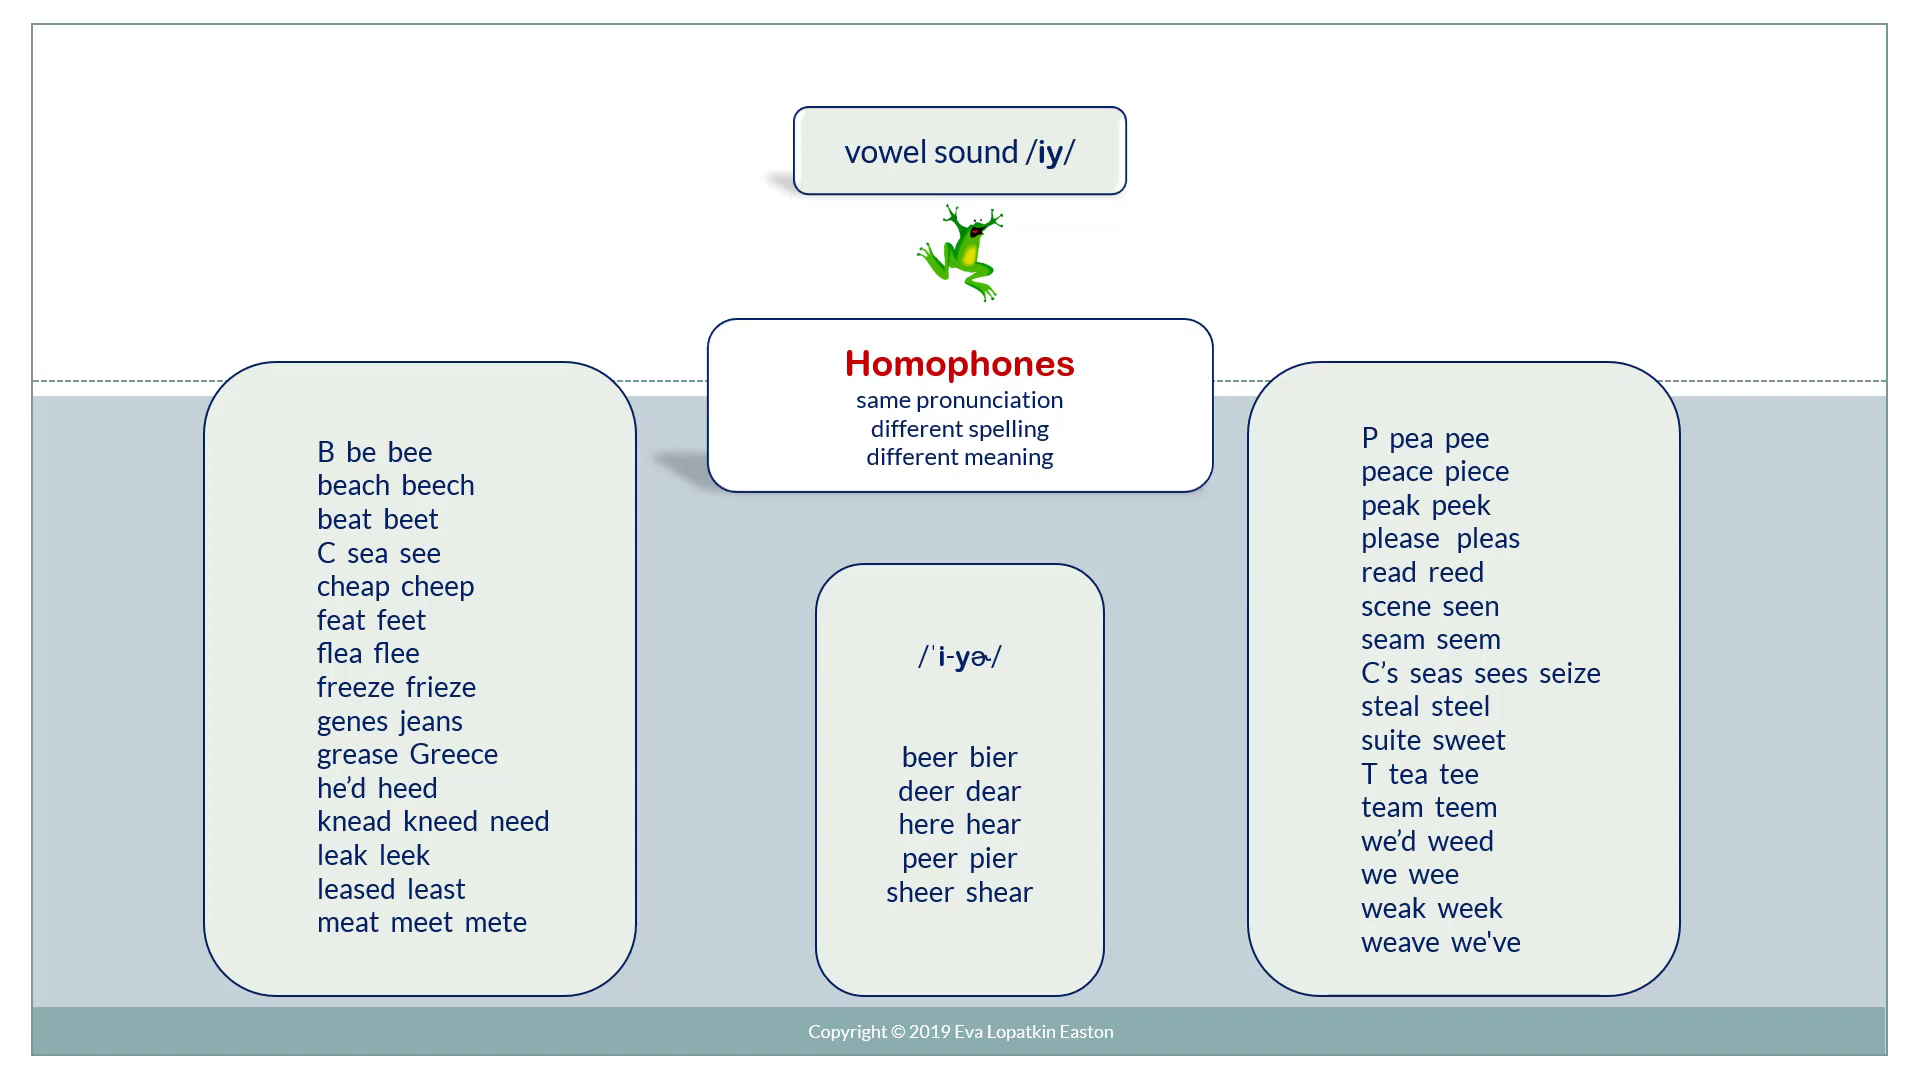 vowel sound /iy/
Homophones
same pronunciation
different spelling
different meaning
B be bee
beach beech
beat beet
C sea see
cheap cheep
feat feet
flea flee
freeze frieze
genes jeans
grease Greece
he’d heed
knead kneed need
leak leek
leased least
meat meet mete
/ˈi-yɚ/
beer bier
deer dear
here hear
peer pier
sheer shear
P pea pee
peace piece
peak peek
please pleas
read reed
scene seen
seam seem
C’s seas sees seize
steal steel
suite sweet
T tea tee
team teem
we’d weed
we wee
weak week
weave we've
Copyright © 2019 Eva Lopatkin Easton